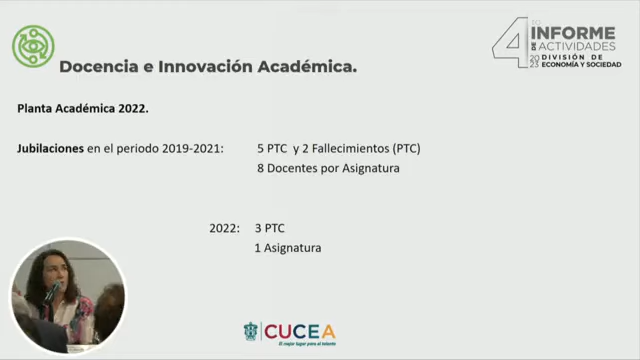 4
TO
INFORME
DE ACTIVIDADES
2023
DIVISIÓN DE
ECONOMÍA Y SOCIEDAD
Docencia e Innovación Académica.
Planta Académica 2022.
Jubilaciones en el periodo 2019-2021: 5 PTC y 2 Fallecimientos (PTC)
8 Docentes por Asignatura
2022: 3 PTC
1 Asignatura
CUCEA
El mejor lugar para el talento